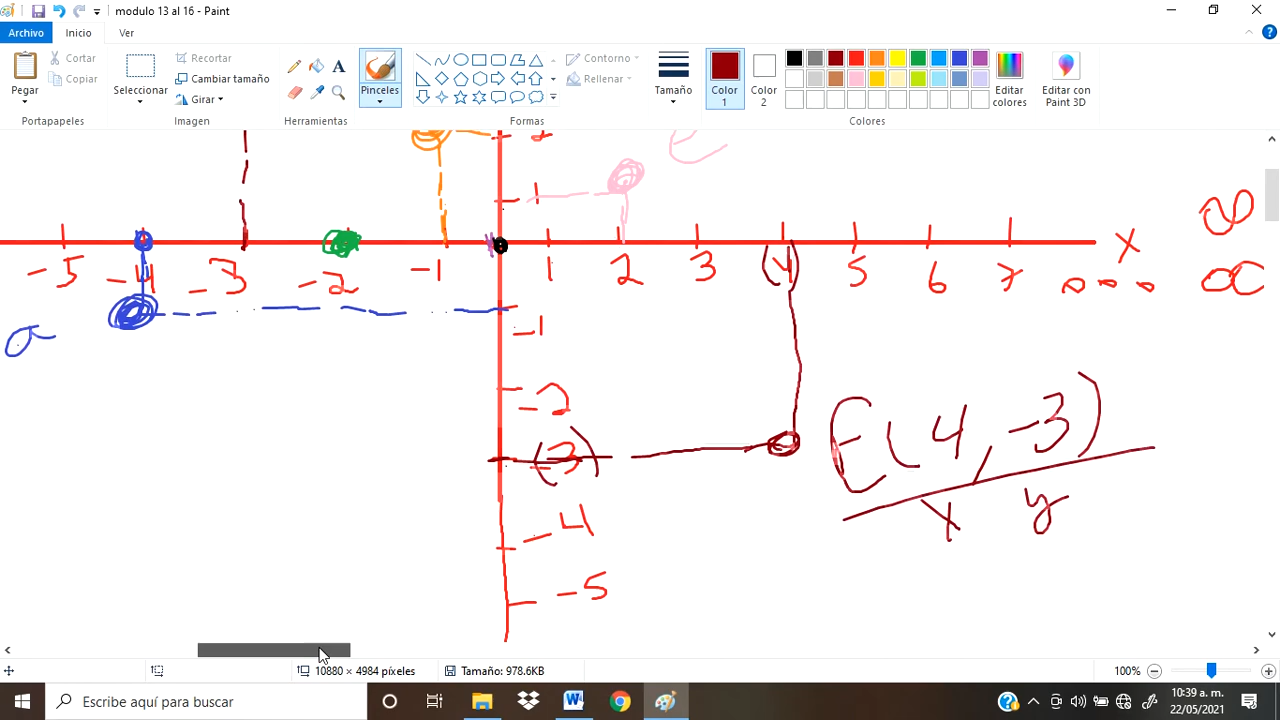 modulo 13 al 16 - Paint
Archivo Inicio Ver
Pegar
Cortar
Copiar
Portapapeles
Seleccionar
Recortar
Cambiar tamaño
Girar
Imagen
Herramientas
Pinceles
Formas
Contorno
Rellenar
Tamaño
Color 1
Color 2
Colores
Editar colores
Editar con Paint 3D
1
-5 -4 -3 -2 -1 1 2 3 4 5 6 7 X
a
-1
-2
-3
-4
-5
E(4, -3)
x y
10880 × 4984 píxeles
Tamaño: 978.6KB
100%
Escribe aquí para buscar
10:39 a. m.
22/05/2021